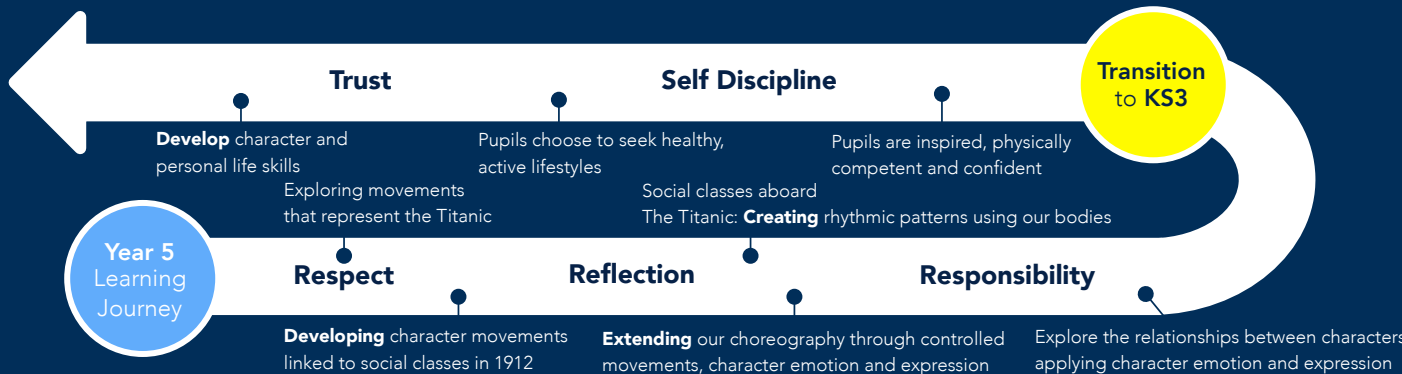 Trust
Self Discipline
Transition
to KS3
Develop character and
personal life skills
Pupils choose to seek healthy,
active lifestyles
Pupils are inspired, physically
competent and confident
Exploring movements
that represent the Titanic
Social classes aboard
The Titanic: Creating rhythmic patterns using our bodies
Year 5
Learning
Journey
Respect
Reflection
Responsibility
Developing character movements
linked to social classes in 1912
Extending our choreography through controlled
movements, character emotion and expression
Explore the relationships between characters
applying character emotion and expression